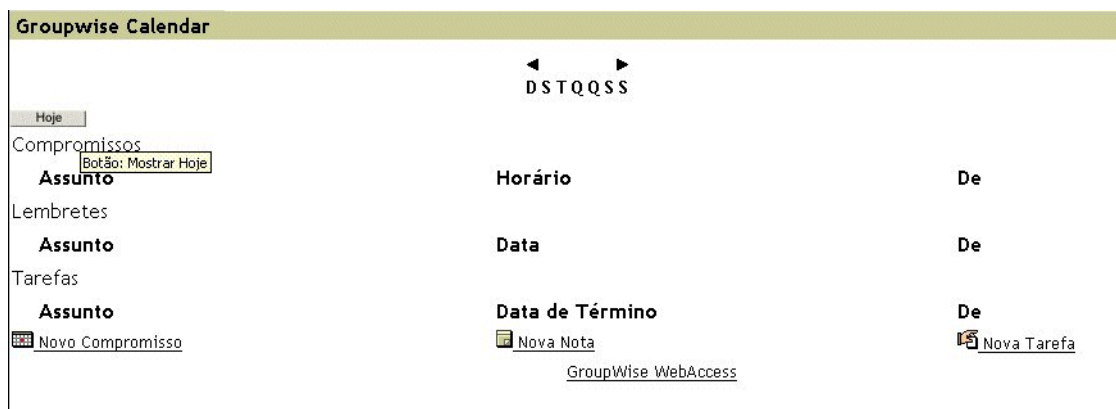 Groupwise Calendar
◀ ▶
D S T Q Q S S
Hoje
Compromissos
Botão: Mostrar Hoje
Assunto Horário De
Lembretes
Assunto Data De
Tarefas
Assunto Data de Término De
Novo Compromisso Nova Nota Nova Tarefa
GroupWise WebAccess